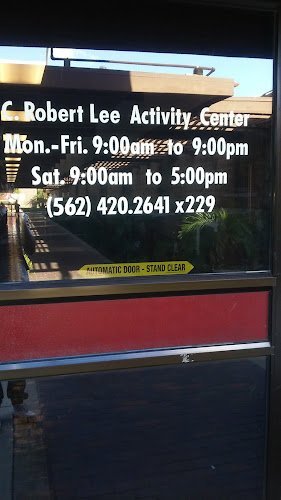 C. Robert Lee Activity Center
Mon.-Fri. 9:00am to 9:00pm
Sat. 9:00am to 5:00pm
(562) 420.2641 x229
AUTOMATIC DOOR - STAND CLEAR